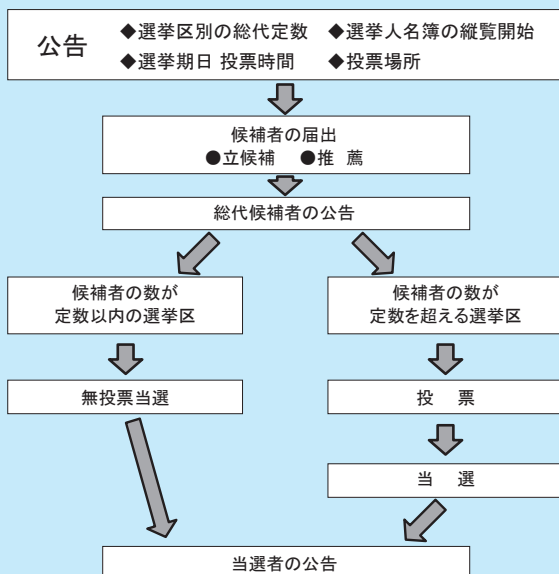 公告
◆選挙区別の総代定数 ◆選挙人名簿の縦覧開始
◆選挙期日 投票時間 ◆投票場所
候補者の届出
●立候補 ●推 薦
総代候補者の公告
候補者の数が
定数以内の選挙区
候補者の数が
定数を超える選挙区
無投票当選
投 票
当 選
当選者の公告